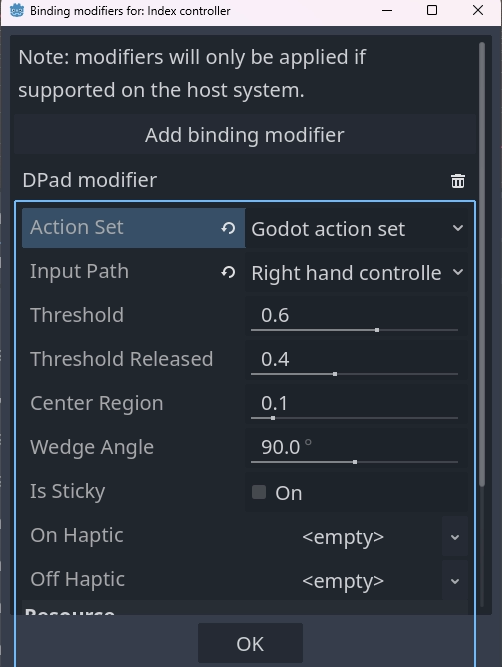 Binding modifiers for: Index controller
Note: modifiers will only be applied if
supported on the host system.
Add binding modifier
DPad modifier
Action Set Godot action set
Input Path Right hand controlle
Threshold 0.6
Threshold Released 0.4
Center Region 0.1
Wedge Angle 90.0 °
Is Sticky On
On Haptic <empty>
Off Haptic <empty>
Resource
OK